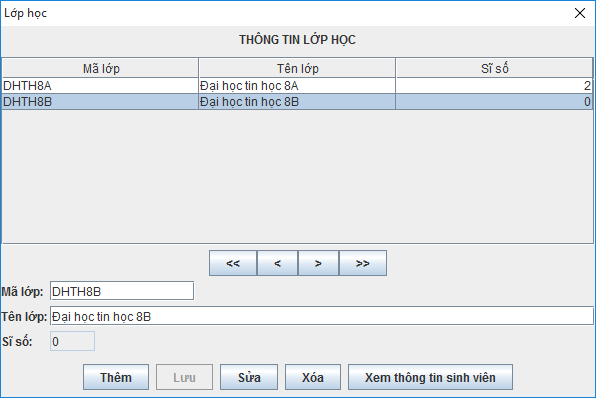 Lớp học
THÔNG TIN LỚP HỌC
Mã lớp Tên lớp Sĩ số
DHTH8A Đại học tin học 8A 2
DHTH8B Đại học tin học 8B 0
<< < > >>
Mã lớp: DHTH8B
Tên lớp: Đại học tin học 8B
Sĩ số: 0
Thêm Lưu Sửa Xóa Xem thông tin sinh viên